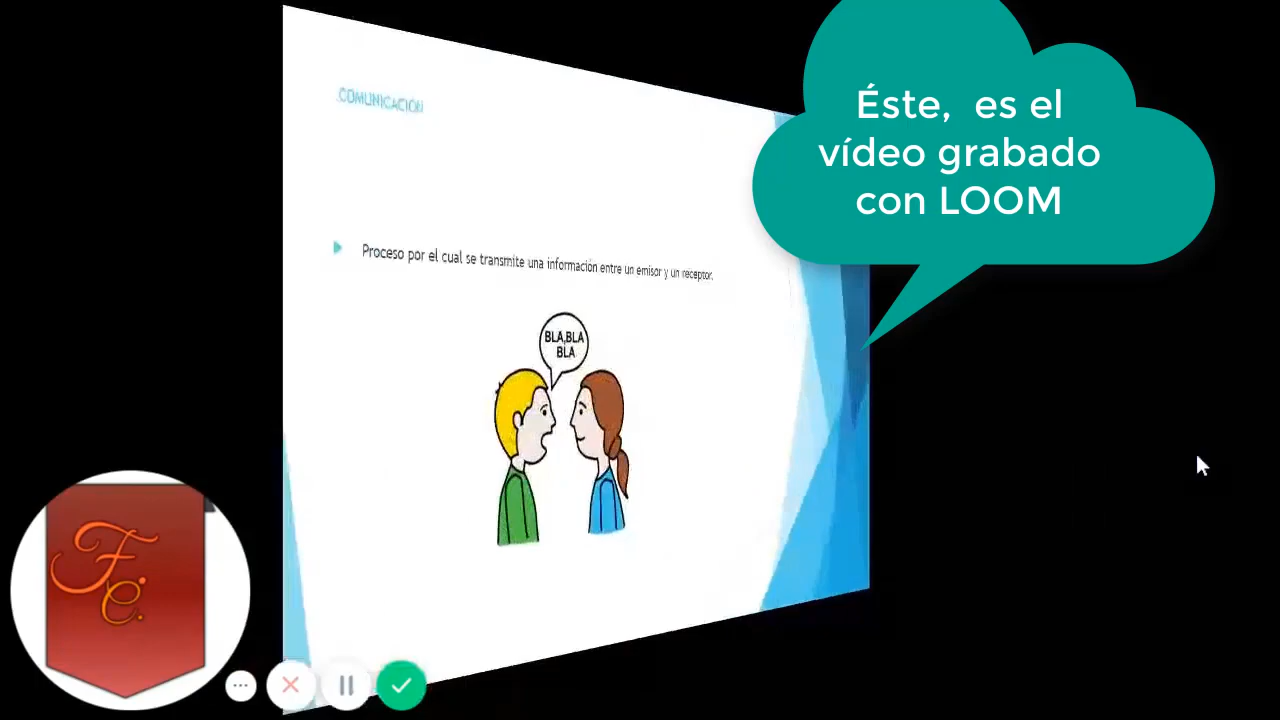 COMUNICACIÓN
Éste, es el
vídeo grabado
con LOOM
Proceso por el cual se transmite una información entre un emisor y un receptor.
BLA,BLA
BLA
F.
C.